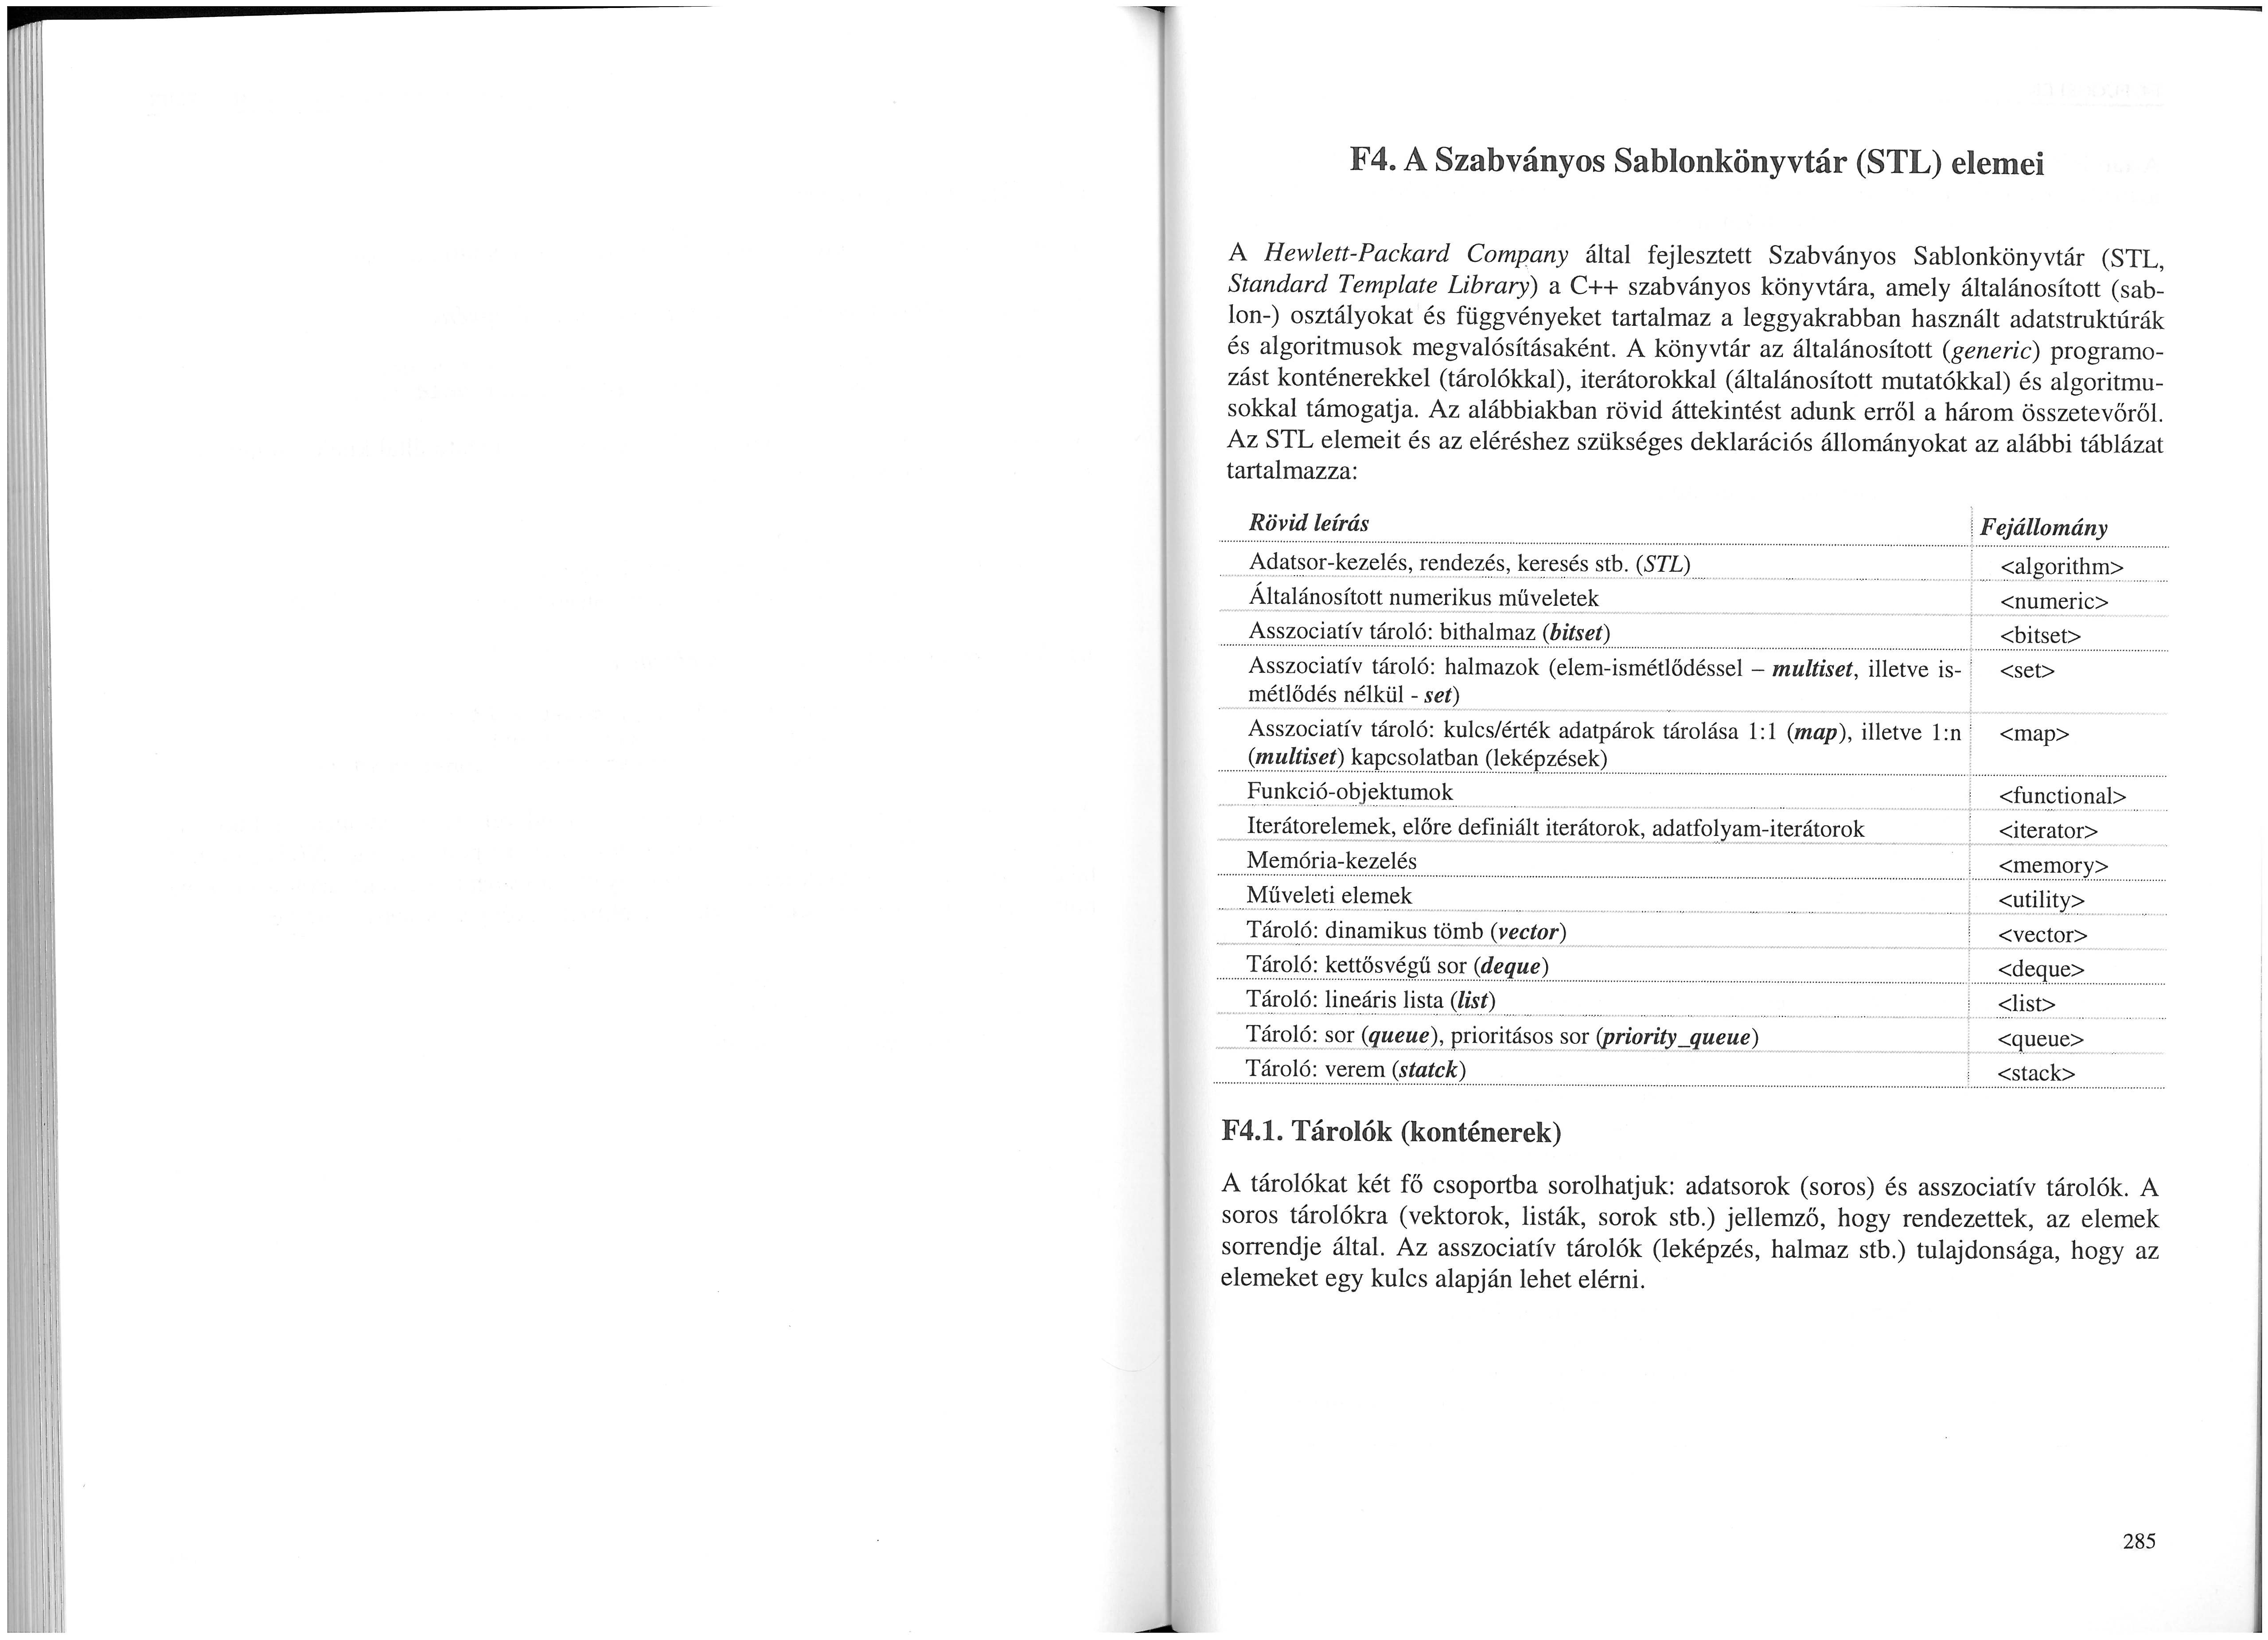 F4. A Szabványos Sablonkönyvtár (STL) elemei
A Hewlett-Packard Company által fejlesztett Szabványos Sablonkönyvtár (STL,
Standard Template Library) a C++ szabványos könyvtára, amely általánosított (sab-
lon-) osztályokat és függvényeket tartalmaz a leggyakrabban használt adatstruktúrák
és algoritmusok megvalósításaként. A könyvtár az általánosított (generic) programo-
zást konténerekkel (tárolókkal), iterátorokkal (általánosított mutatókkal) és algoritmu-
sokkal támogatja. Az alábbiakban rövid áttekintést adunk erről a három összetevőről.
Az STL elemeit és az eléréshez szükséges deklarációs állományokat az alábbi táblázat
tartalmazza:
Rövid leírás Fejállomány
Adatsor-kezelés, rendezés, keresés stb. (STL) <algorithm>
Általánosított numerikus műveletek <numeric>
Asszociatív tároló: bithalmaz (bitset) <bitset>
Asszociatív tároló: halmazok (elem-ismétlődéssel – multiset, illetve is- <set>
métlődés nélkül - set)
Asszociatív tároló: kulcs/érték adatpárok tárolása 1:1 (map), illetve 1:n <map>
(multiset) kapcsolatban (leképzések)
Funkció-objektumok <functional>
Iterátorelemek, előre definiált iterátorok, adatfolyam-iterátorok <iterator>
Memória-kezelés <memory>
Műveleti elemek <utility>
Tároló: dinamikus tömb (vector) <vector>
Tároló: kettősvégű sor (deque) <deque>
Tároló: lineáris lista (list) <list>
Tároló: sor (queue), prioritásos sor (priority_queue) <queue>
Tároló: verem (statck) <stack>
F4.1. Tárolók (konténerek)
A tárolókat két fő csoportba sorolhatjuk: adatsorok (soros) és asszociatív tárolók. A
soros tárolókra (vektorok, listák, sorok stb.) jellemző, hogy rendezettek, az elemek
sorrendje által. Az asszociatív tárolók (leképzés, halmaz stb.) tulajdonsága, hogy az
elemeket egy kulcs alapján lehet elérni.
285